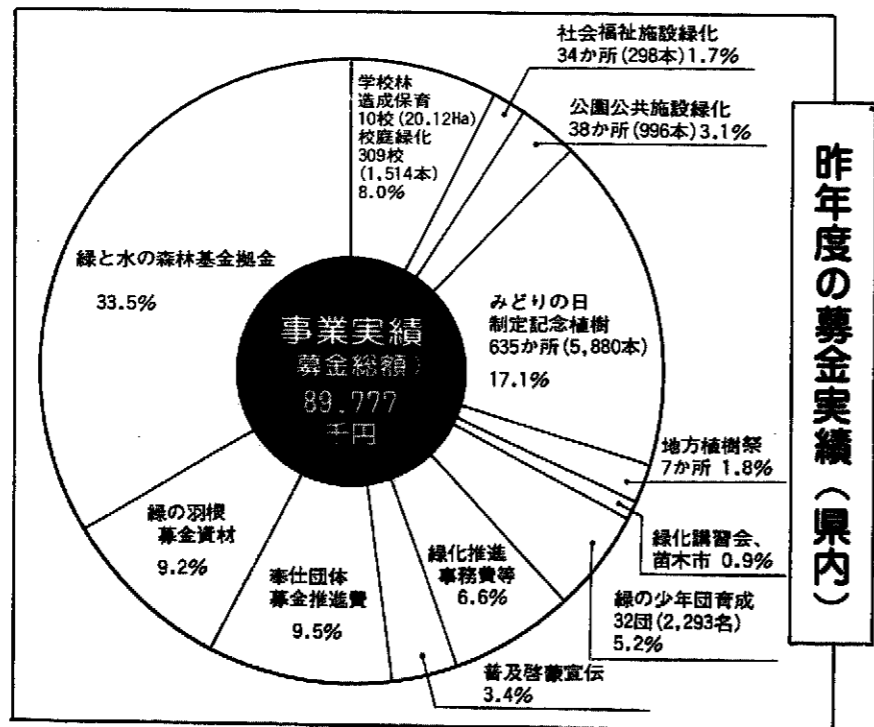 昨年度の募金実績（県内）
社会福祉施設緑化
34か所(298本)1.7%
公園公共施設緑化
38か所(996本)3.1%
学校林
造成保育
10校(20.12Ha)
校庭緑化
309校
(1,514本)
8.0%
緑と水の森林基金拠金
33.5%
みどりの日
制定記念植樹
635か所(5,880本)
17.1%
事業実績
募金総額
89.777
千円
地方植樹祭
7か所 1.8%
緑化講習会、
苗木市 0.9%
緑の少年団育成
32団(2,293名)
5.2%
緑化推進
事務費等
6.6%
普及啓蒙宣伝
3.4%
奉仕団体
募金推進費
9.5%
緑の羽根
募金資材
9.2%